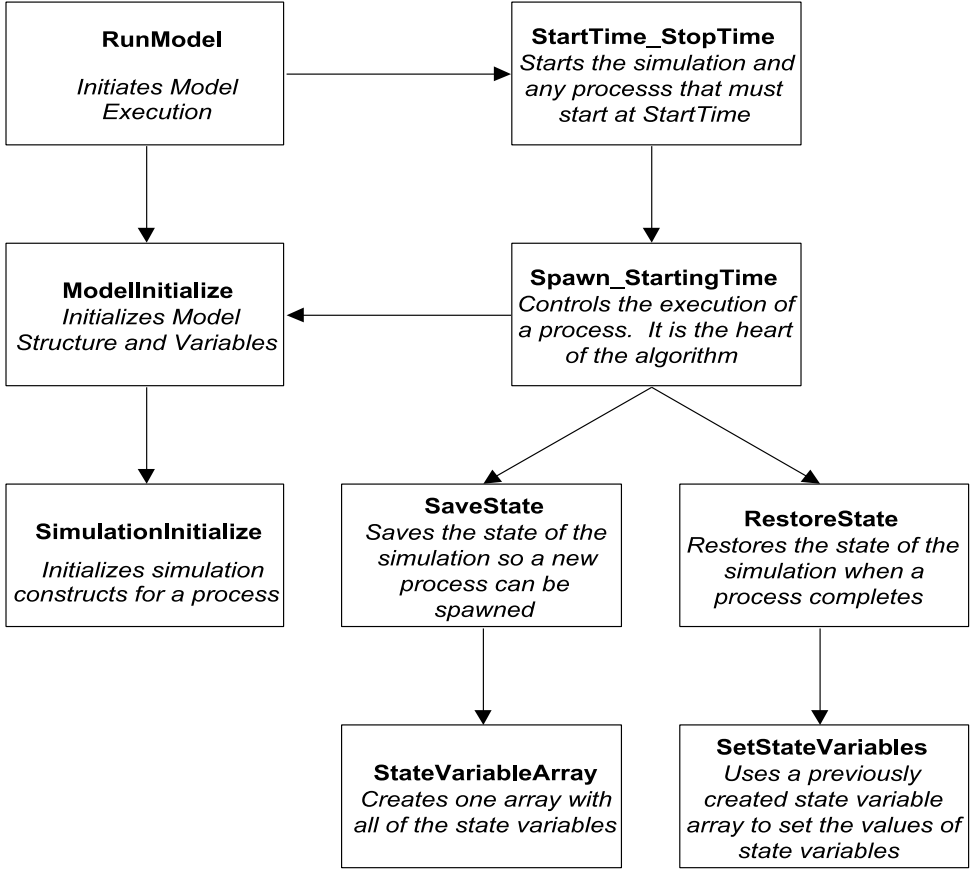 RunModel
Initiates Model
Execution
StartTime_StopTime
Starts the simulation and
any processs that must
start at StartTime
ModelInitialize
Initializes Model
Structure and Variables
Spawn_StartingTime
Controls the execution of
a process. It is the heart
of the algorithm
SimulationInitialize
Initializes simulation
constructs for a process
SaveState
Saves the state of the
simulation so a new
process can be
spawned
RestoreState
Restores the state of the
simulation when a
process completes
StateVariableArray
Creates one array with
all of the state variables
SetStateVariables
Uses a previously
created state variable
array to set the values of
state variables